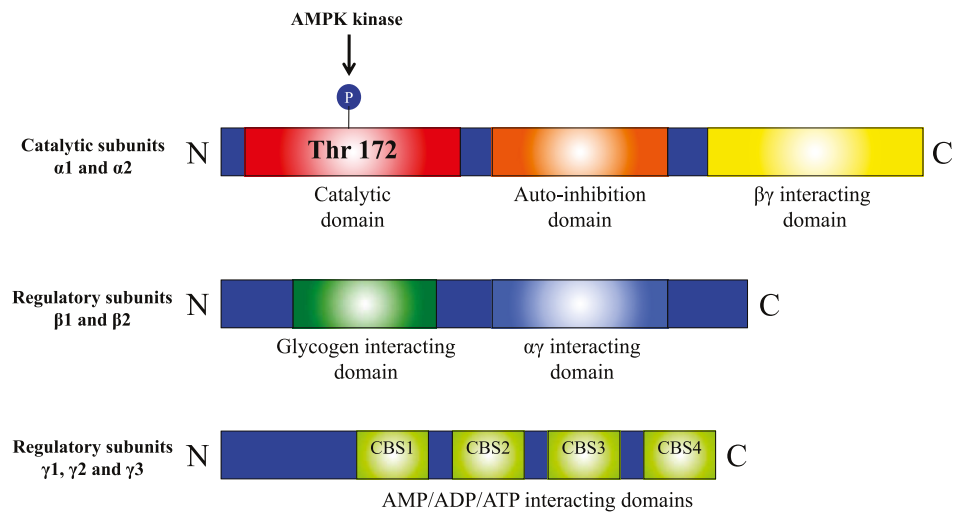 AMPK kinase
P
Catalytic subunits
α1 and α2
N
Thr 172
C
Catalytic
domain
Auto-inhibition
domain
βγ interacting
domain
Regulatory subunits
β1 and β2
N
C
Glycogen interacting
domain
αγ interacting
domain
Regulatory subunits
γ1, γ2 and γ3
N
CBS1
CBS2
CBS3
CBS4
C
AMP/ADP/ATP interacting domains